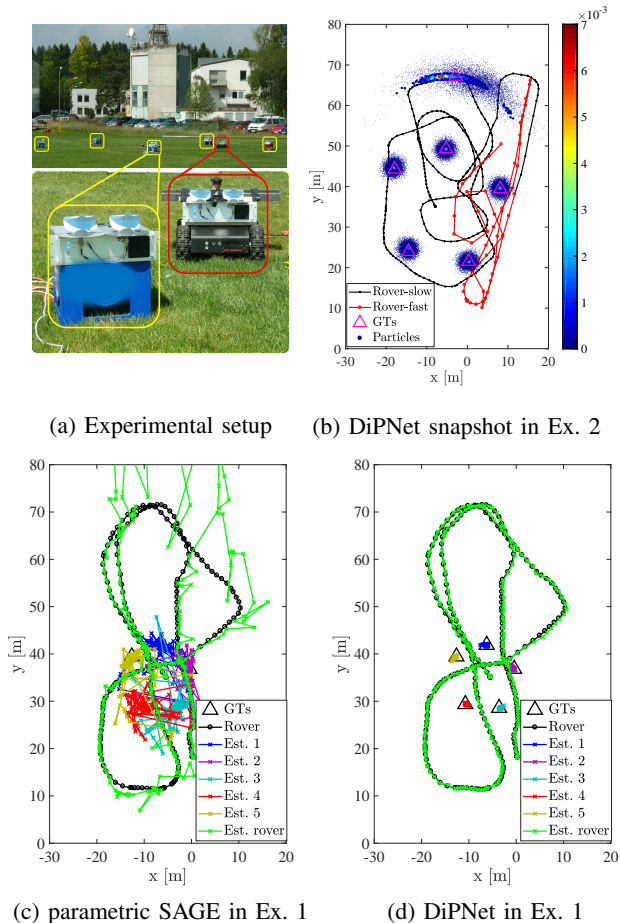 80
70
60
50
40
30
20
10
0
y [m]
-30
-20
-10
0
10
20
x [m]
Rover-slow
Rover-fast
GTs
Particles
×10⁻³
7
6
5
4
3
2
1
0
(a) Experimental setup
(b) DiPNet snapshot in Ex. 2
80
70
60
50
40
30
20
10
0
y [m]
-30
-20
-10
0
10
20
x [m]
GTs
Rover
Est. 1
Est. 2
Est. 3
Est. 4
Est. 5
Est. rover
(c) parametric SAGE in Ex. 1
80
70
60
50
40
30
20
10
0
y [m]
-30
-20
-10
0
10
20
x [m]
GTs
Rover
Est. 1
Est. 2
Est. 3
Est. 4
Est. 5
Est. rover
(d) DiPNet in Ex. 1